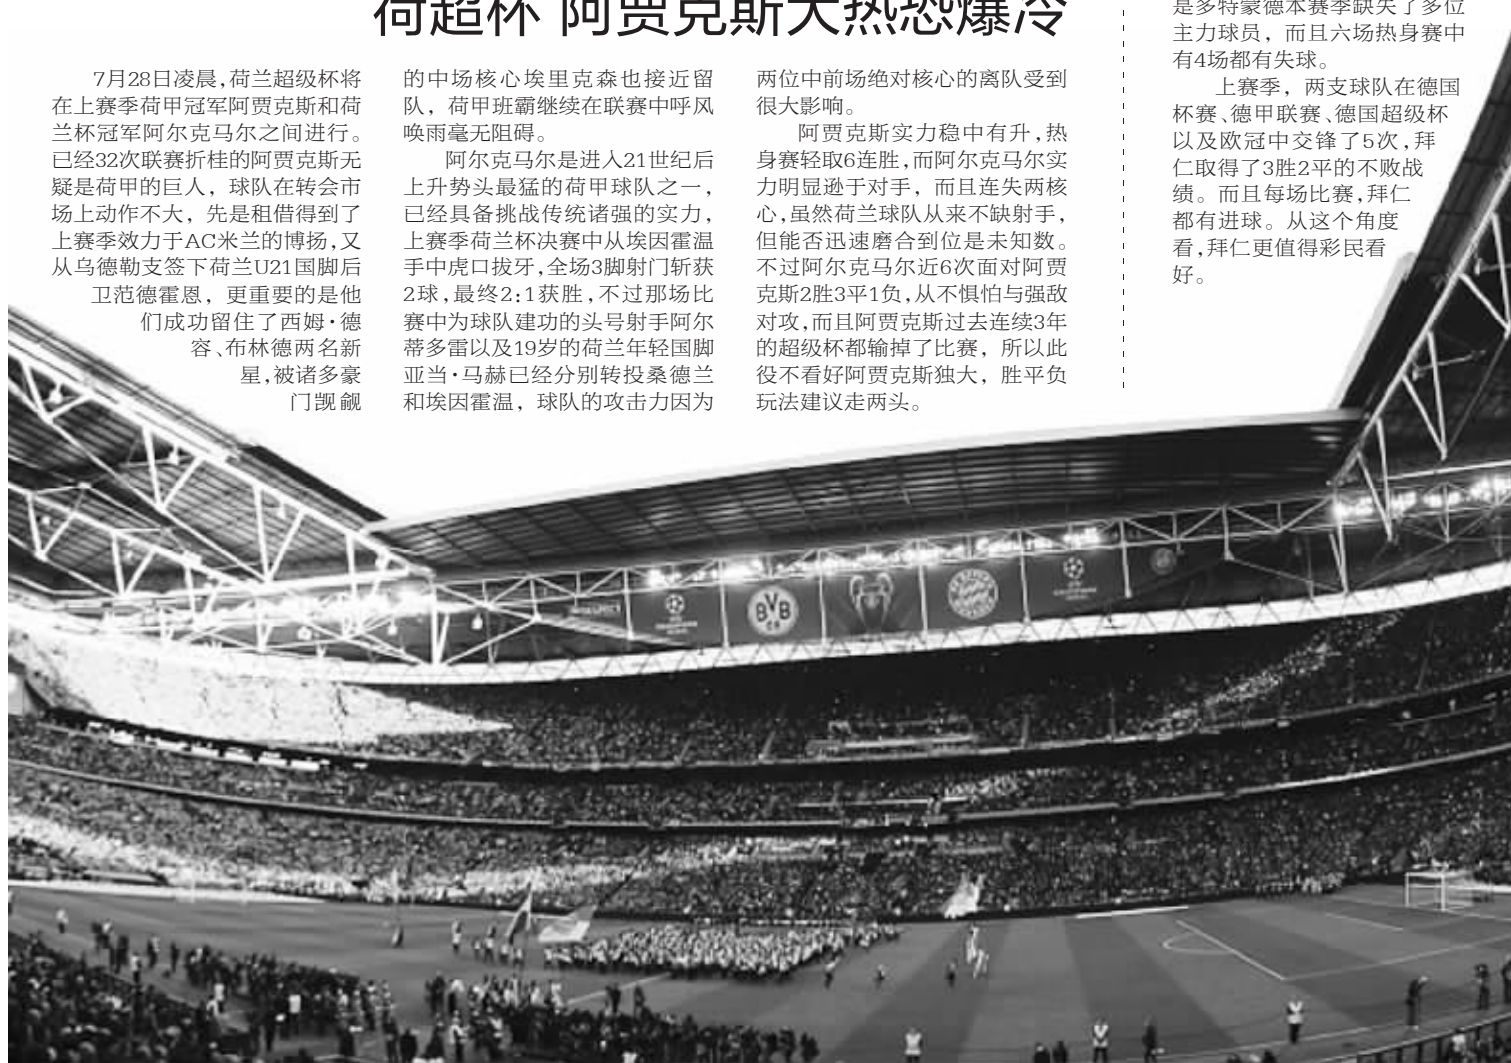 荷超杯 阿贾克斯大热恐爆冷
7月28日凌晨,荷兰超级杯将
在上赛季荷甲冠军阿贾克斯和荷
兰杯冠军阿尔克马尔之间进行。
已经32次联赛折桂的阿贾克斯无
疑是荷甲的巨人，球队在转会市
场上动作不大，先是租借得到了
上赛季效力于AC米兰的博扬,又
从乌德勒支签下荷兰U21国脚后
卫范德霍恩，更重要的是他
们成功留住了西姆·德
容、布林德两名新
星,被诸多豪
门觊觎
的中场核心埃里克森也接近留
队，荷甲班霸继续在联赛中呼风
唤雨毫无阻碍。
阿尔克马尔是进入21世纪后
上升势头最猛的荷甲球队之一，
已经具备挑战传统诸强的实力，
上赛季荷兰杯决赛中从埃因霍温
手中虎口拔牙,全场3脚射门斩获
2球,最终2:1获胜,不过那场比
赛中为球队建功的头号射手阿尔
蒂多雷以及19岁的荷兰年轻国脚
亚当·马赫已经分别转投桑德兰
和埃因霍温，球队的攻击力因为
两位中前场绝对核心的离队受到
很大影响。
阿贾克斯实力稳中有升,热
身赛轻取6连胜,而阿尔克马尔实
力明显逊于对手，而且连失两核
心,虽然荷兰球队从来不缺射手，
但能否迅速磨合到位是未知数。
不过阿尔克马尔近6次面对阿贾
克斯2胜3平1负,从不惧怕与强敌
对攻,而且阿贾克斯过去连续3年
的超级杯都输掉了比赛，所以此
役不看好阿贾克斯独大，胜平负
玩法建议走两头。
是多特蒙德本赛季缺失了多位
主力球员，而且六场热身赛中
有4场都有失球。
上赛季，两支球队在德国
杯赛、德甲联赛、德国超级杯
以及欧冠中交锋了5次,拜
仁取得了3胜2平的不败战
绩。而且每场比赛,拜仁
都有进球。从这个角度
看,拜仁更值得彩民看
好。
BVB
09